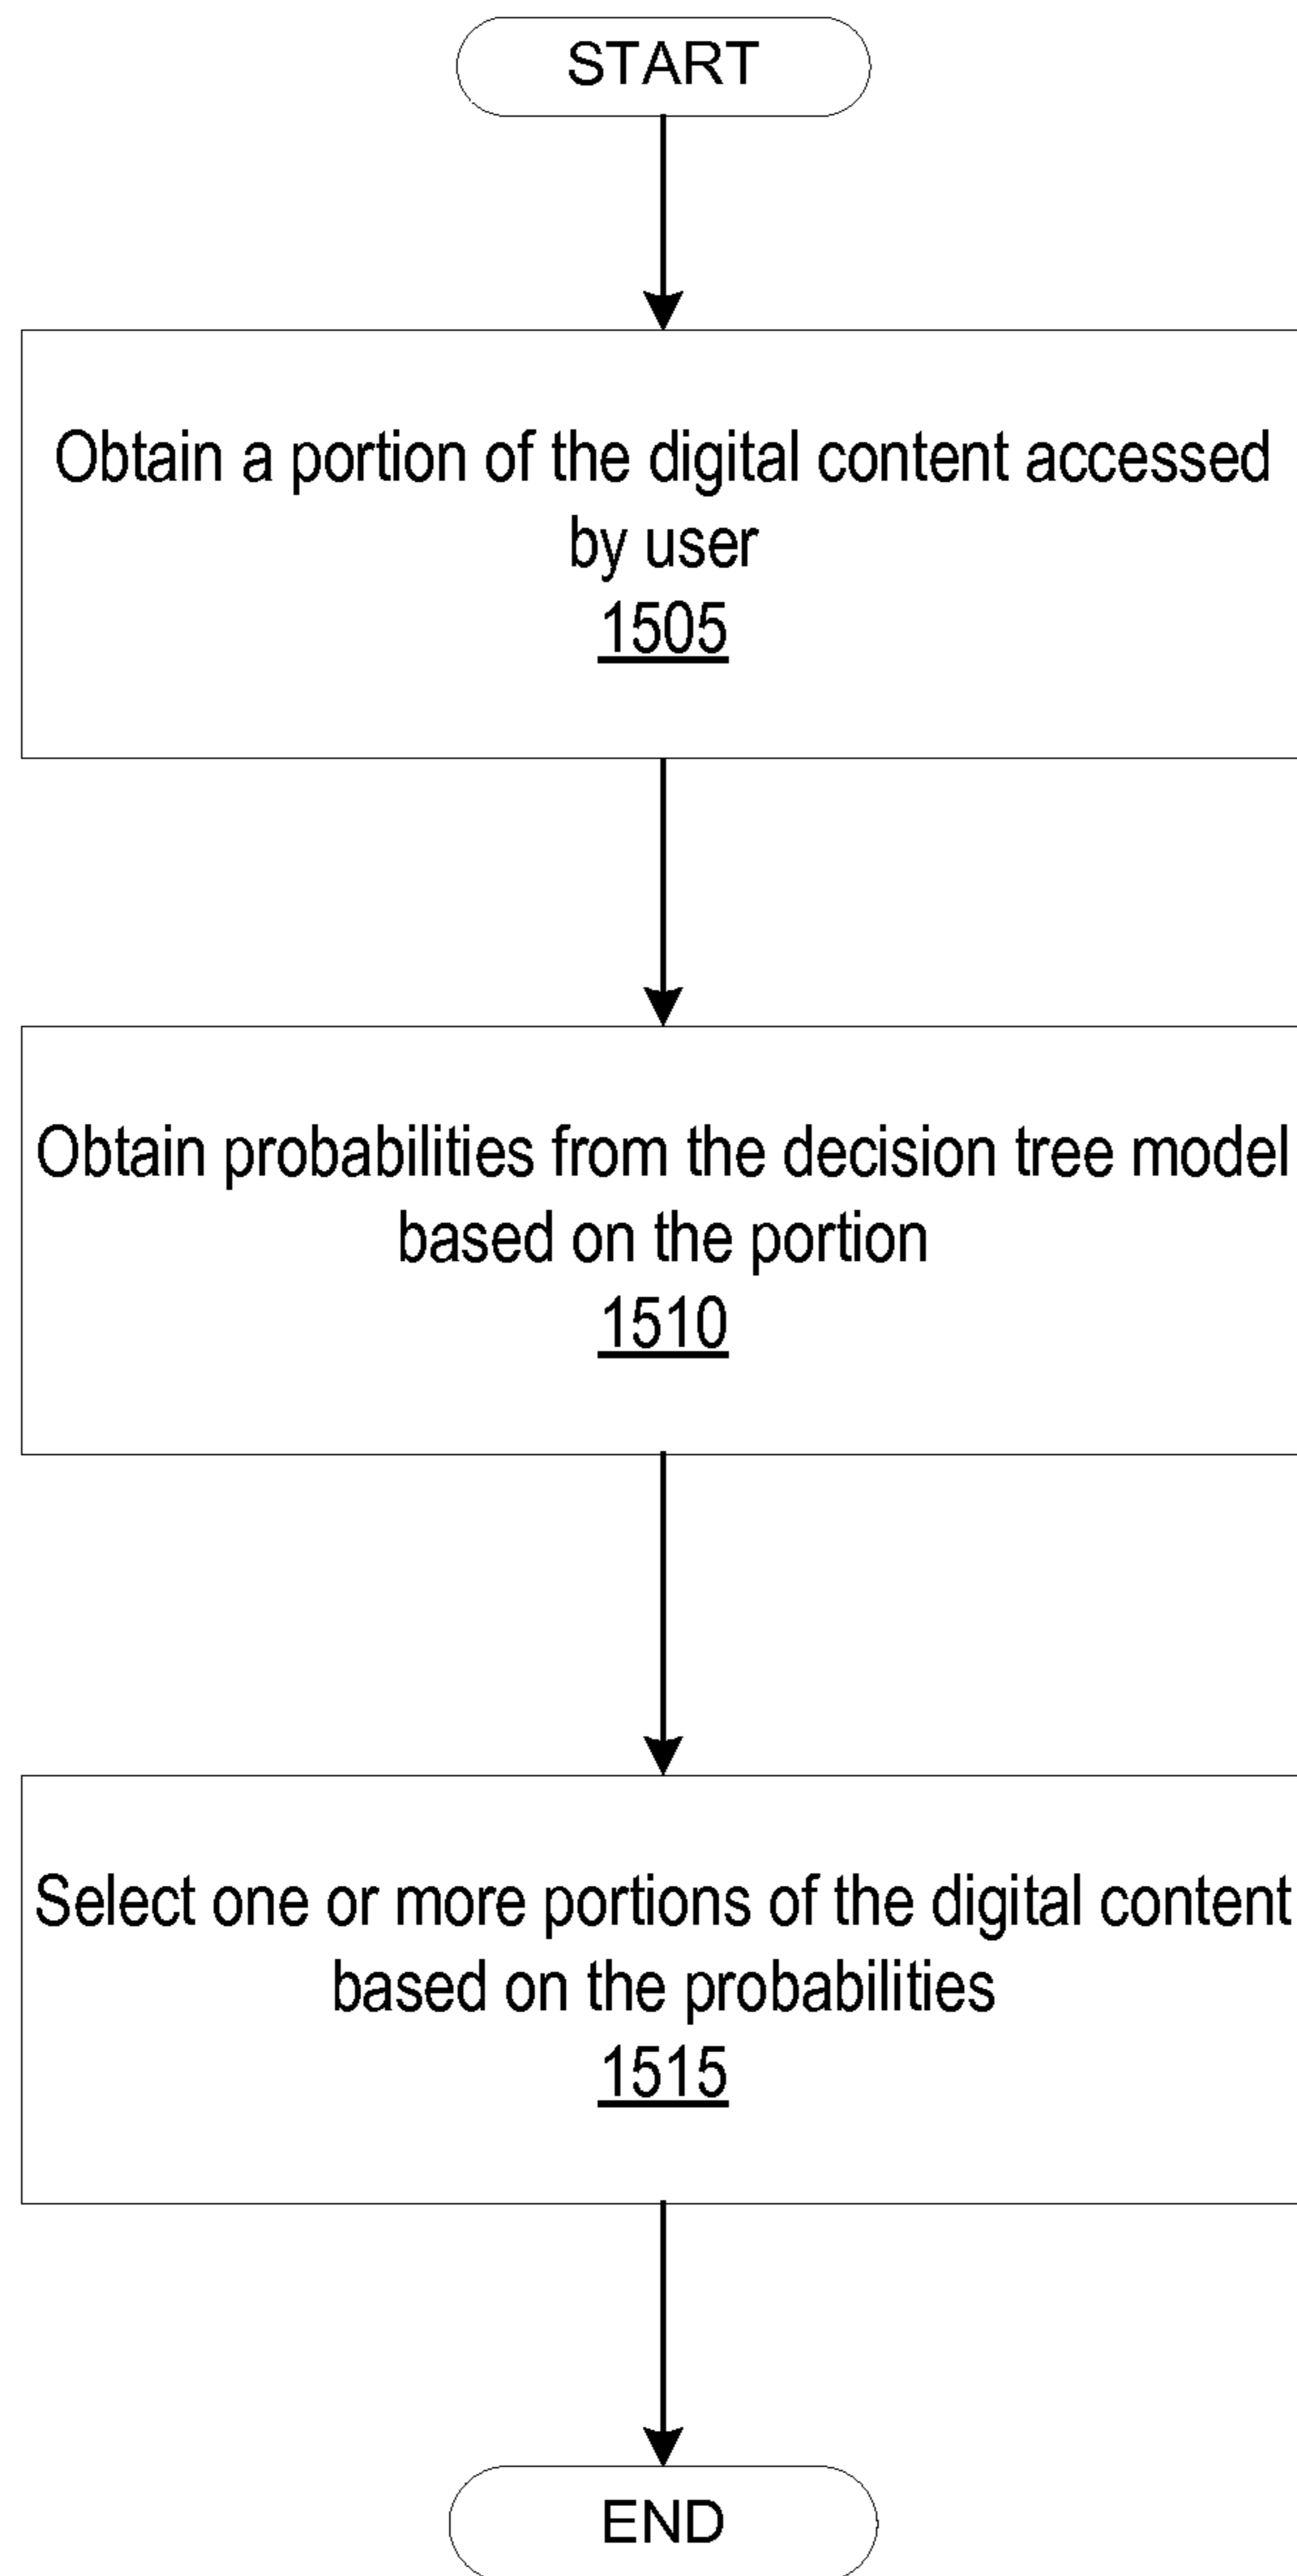 START
Obtain a portion of the digital content accessed
by user
1505
Obtain probabilities from the decision tree model
based on the portion
1510
Select one or more portions of the digital content
based on the probabilities
1515
END